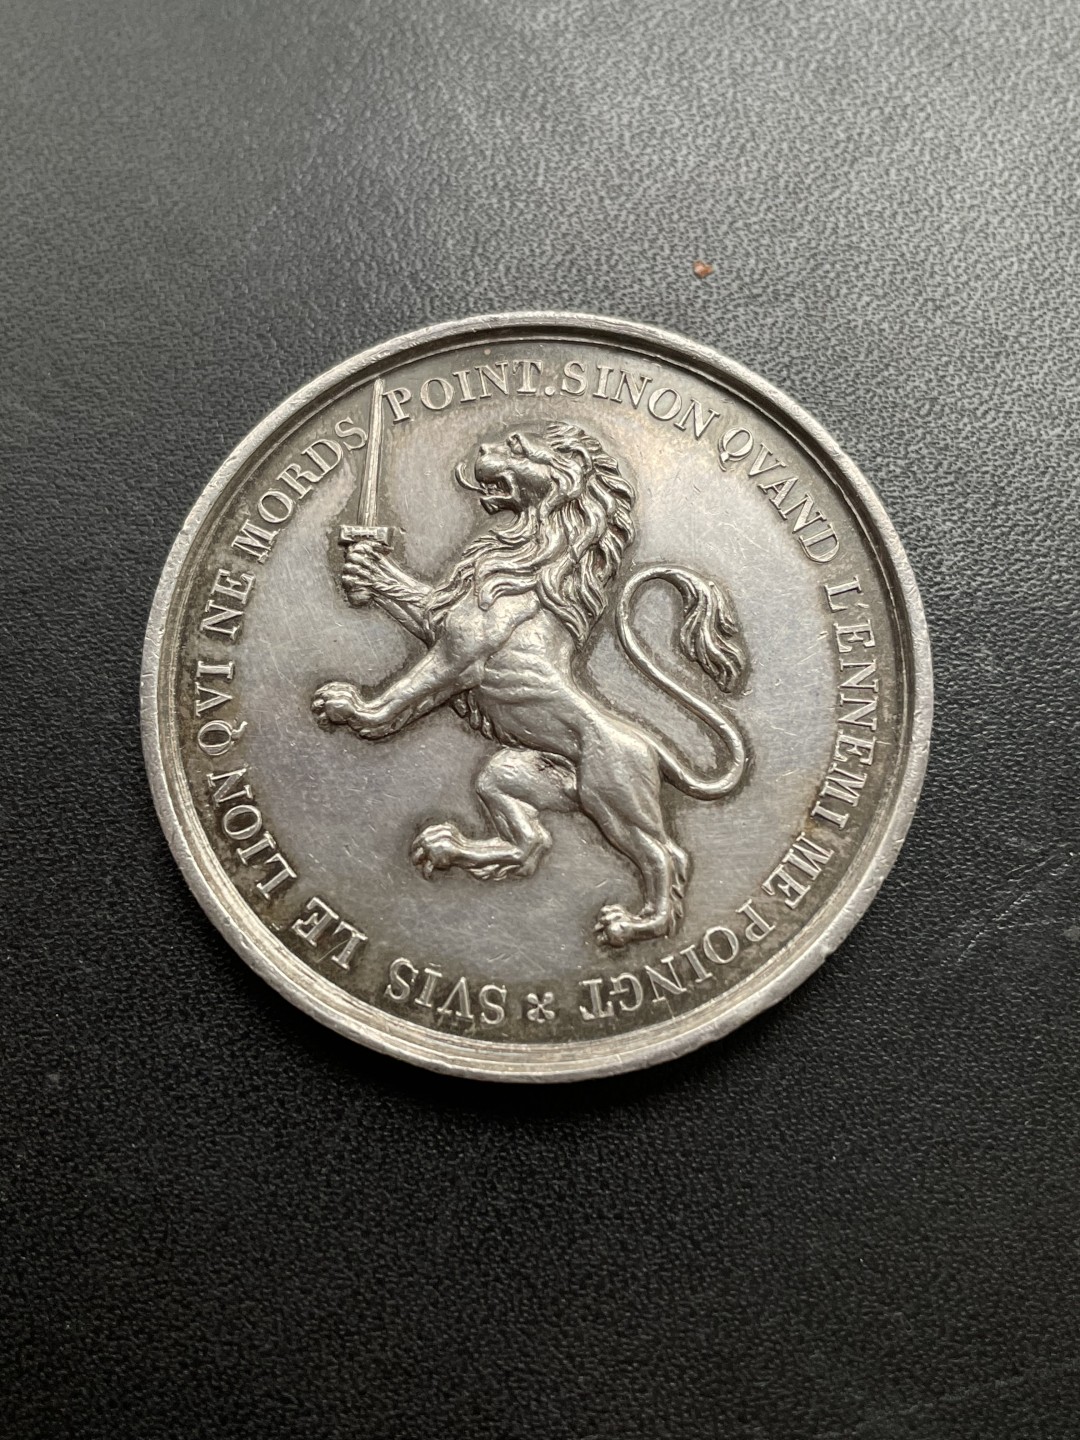 SVIS LE LION QVI NE MORDS POINT. SINON QVAND L'ENNEMI ME POINGT